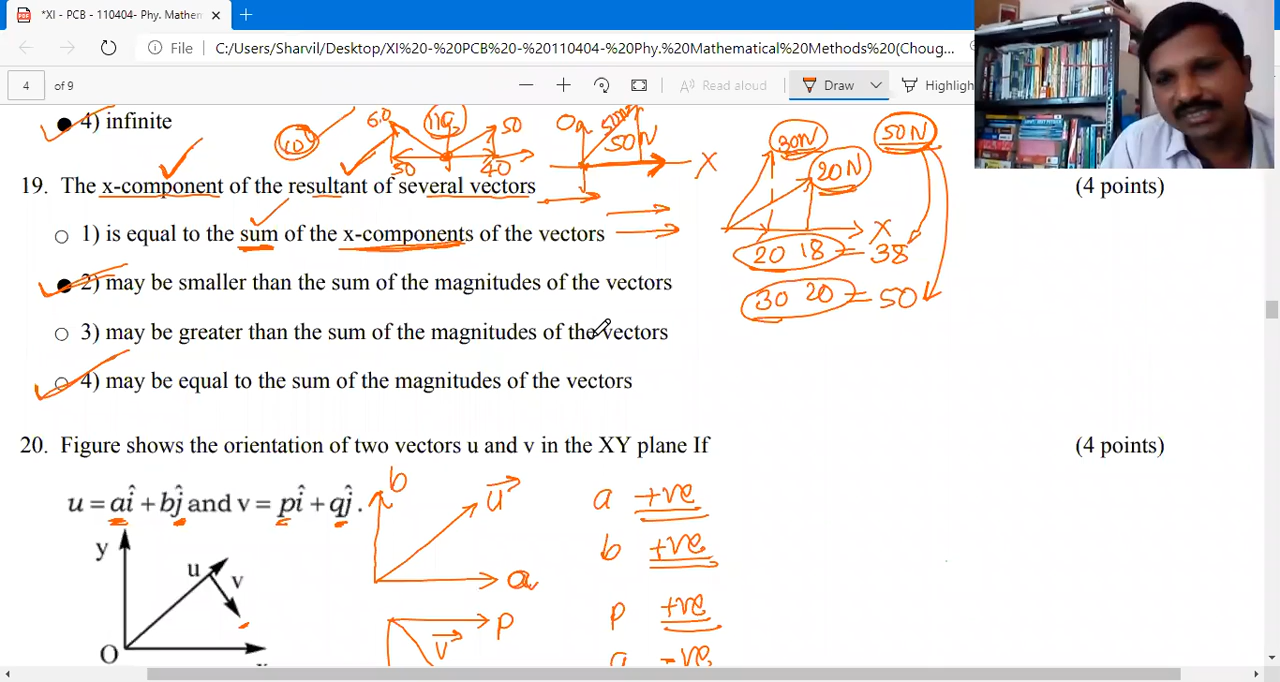 *XI - PCB - 110404- Phy. Mathen
File
C:/Users/Sharvil/Desktop/XI%20-%20PCB%20-%20110404-%20Phy.%20Mathematical%20Methods%20(Choug...
4 of 9
Read aloud
Draw
Highligh
4) infinite
60
50
30
40
50N
X
30N
20N
50N
X
20 18 = 38
30 20 = 50
19. The x-component of the resultant of several vectors
(4 points)
1) is equal to the sum of the x-components of the vectors
2) may be smaller than the sum of the magnitudes of the vectors
3) may be greater than the sum of the magnitudes of the vectors
4) may be equal to the sum of the magnitudes of the vectors
20. Figure shows the orientation of two vectors u and v in the XY plane If
(4 points)
u = aî + bĵ and v = pî + qĵ .
b
u
a
a +ve
b +ve
y
u
v
O
P
V
p +ve
q -ve